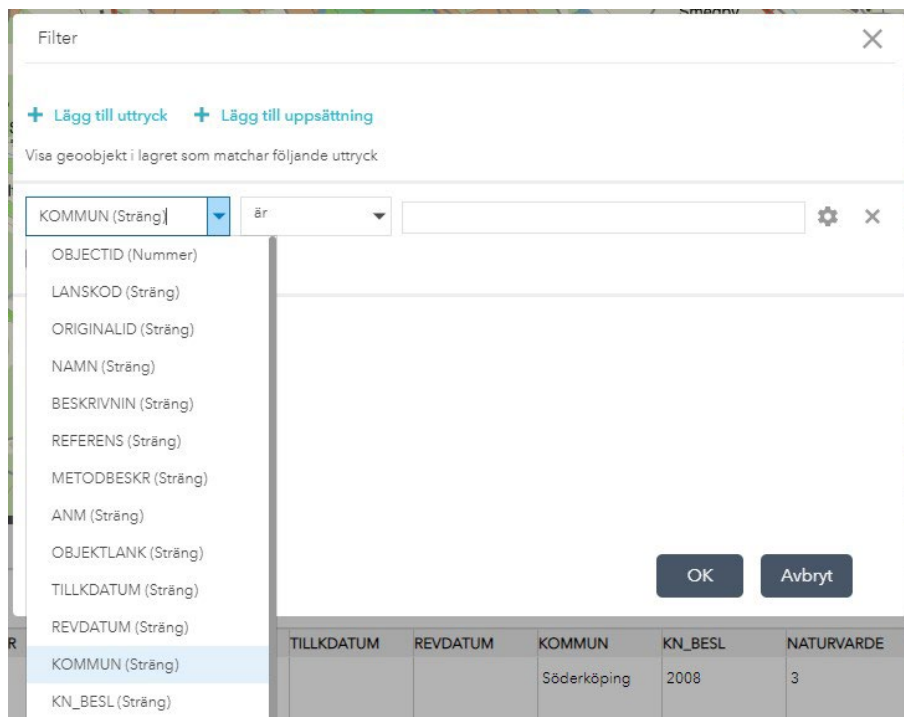 Smedby
Filter
+ Lägg till uttryck + Lägg till uppsättning
Visa geoobjekt i lagret som matchar följande uttryck
KOMMUN (Sträng) är
OBJECTID (Nummer)
LANSKOD (Sträng)
ORIGINALID (Sträng)
NAMN (Sträng)
BESKRIVNIN (Sträng)
REFERENS (Sträng)
METODBESKR (Sträng)
ANM (Sträng)
OBJEKTLANK (Sträng)
TILLKDATUM (Sträng)
REVDATUM (Sträng)
KOMMUN (Sträng)
KN_BESL (Sträng)
OK Avbryt
R TILLKDATUM REVDATUM KOMMUN KN_BESL NATURVARDE
Söderköping 2008 3